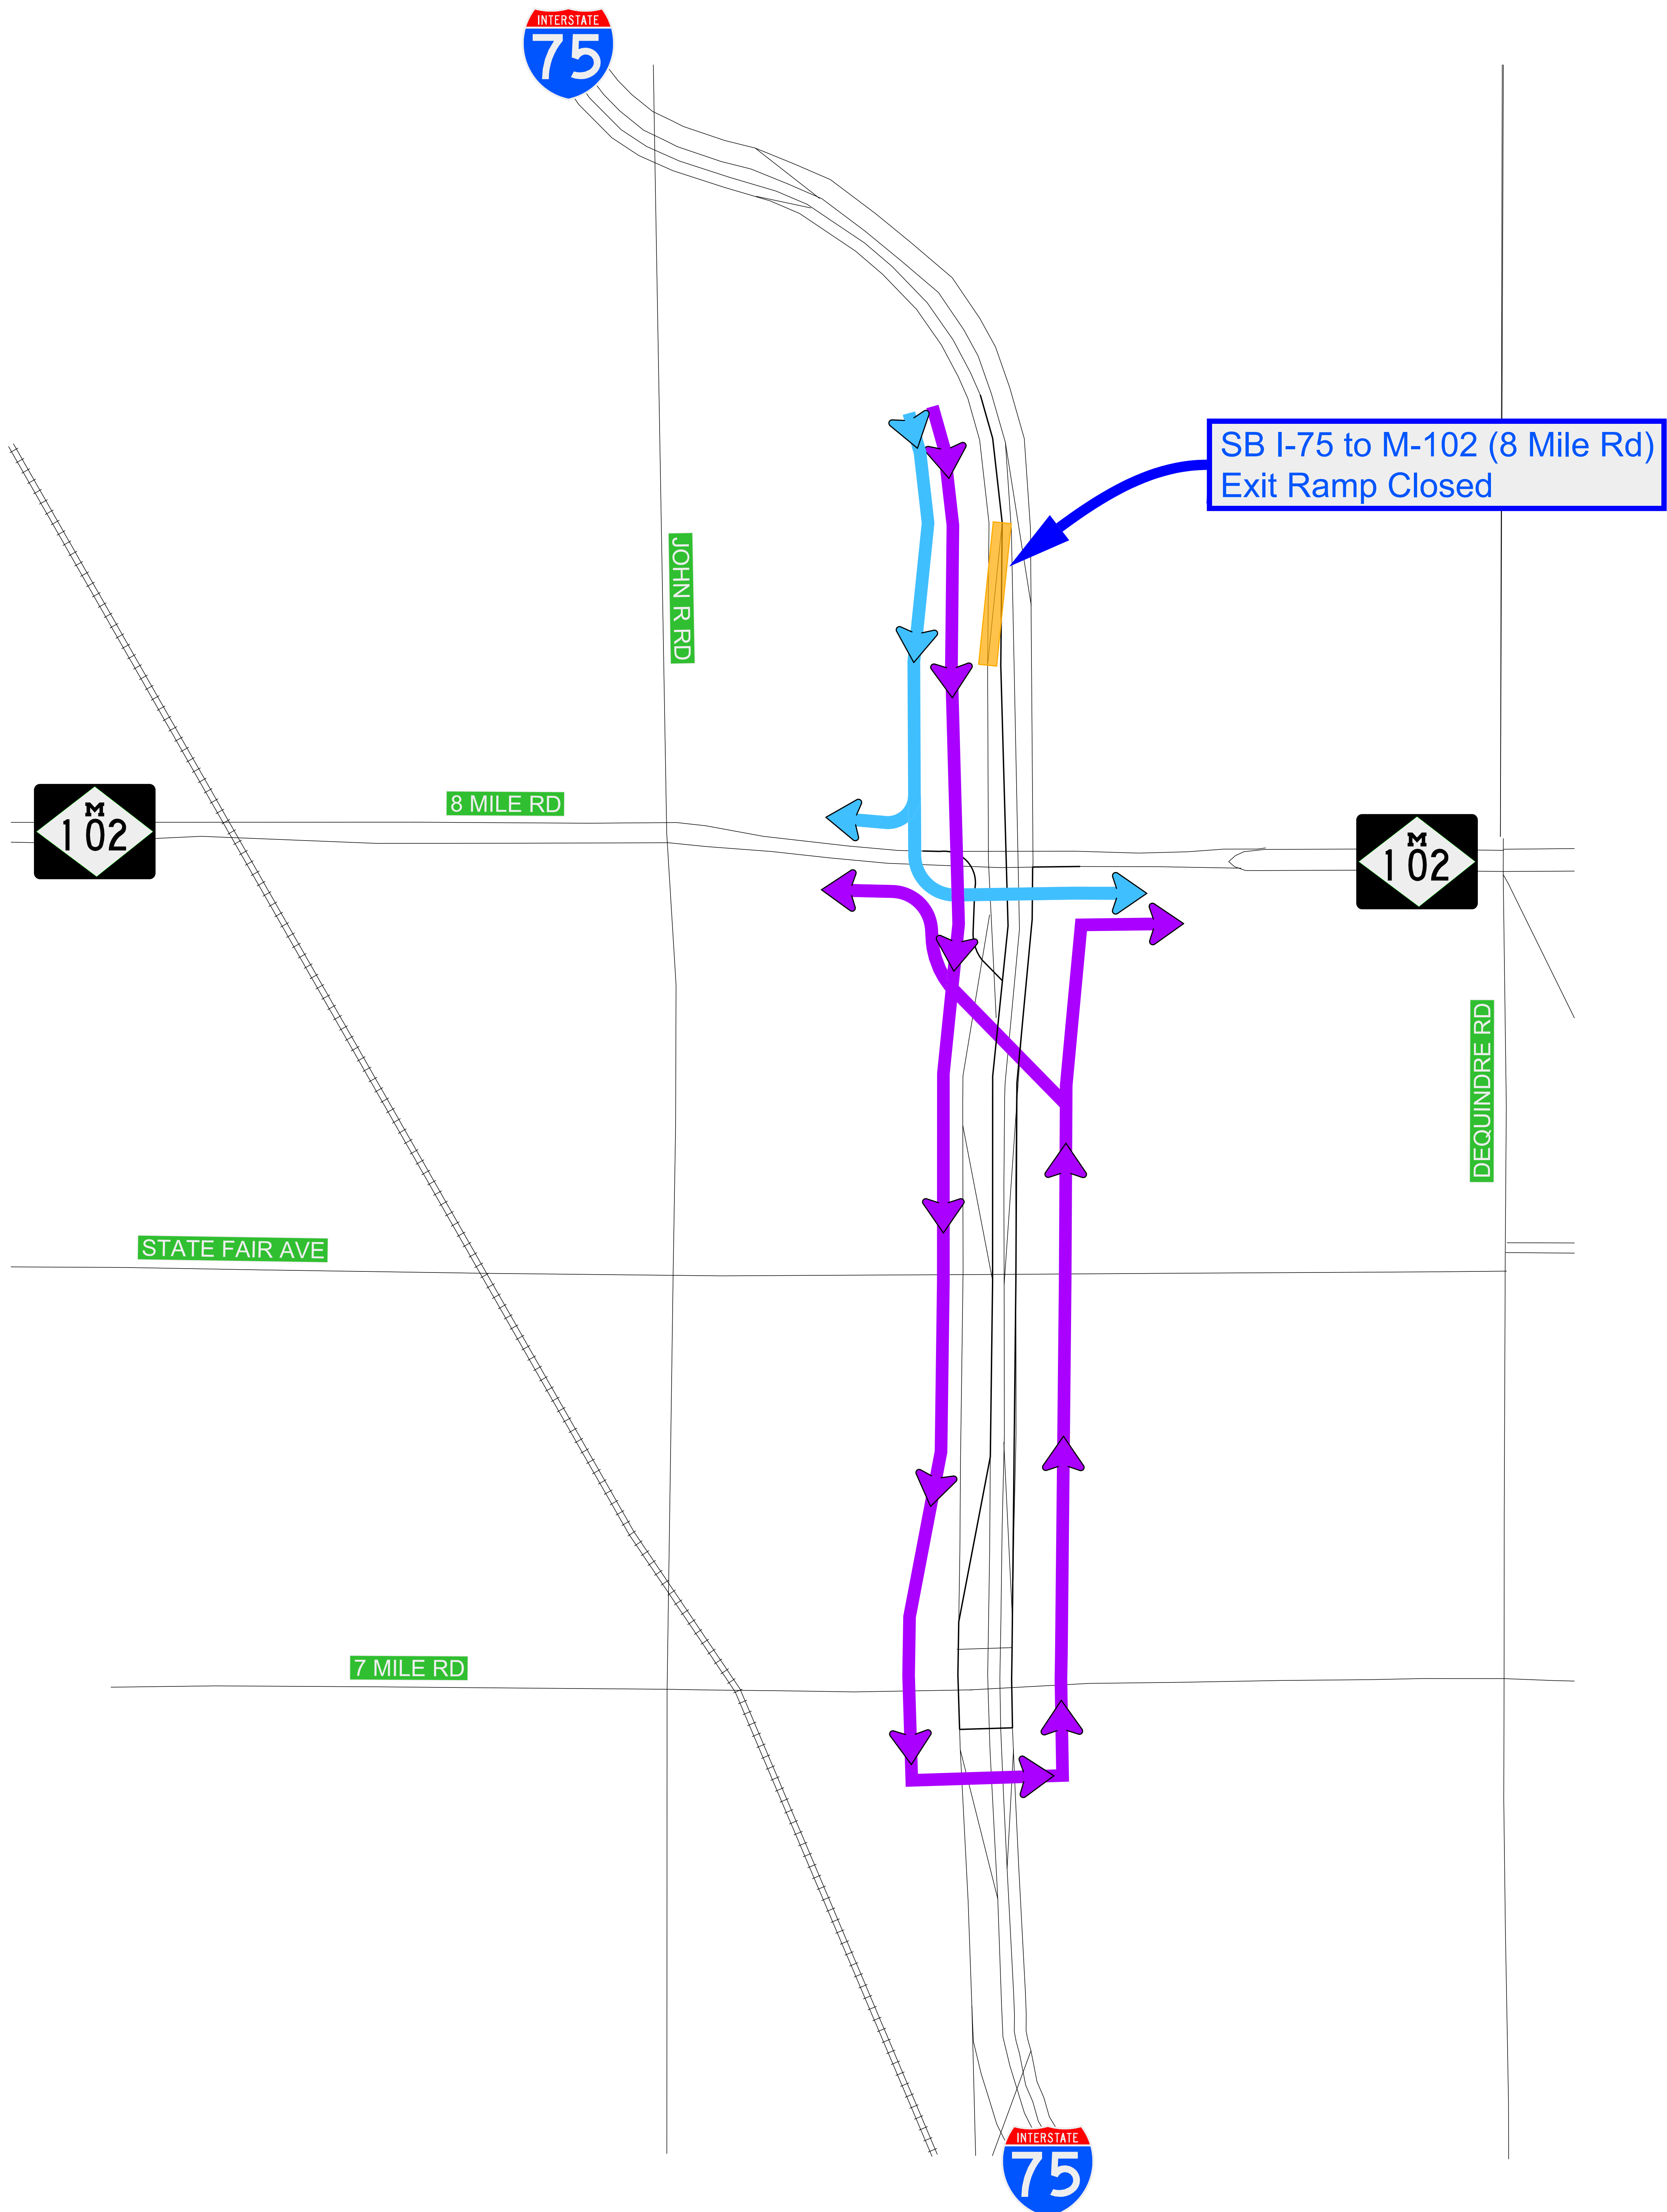 INTERSTATE
75
SB I-75 to M-102 (8 Mile Rd)
Exit Ramp Closed
JOHN R RD
M
102
8 MILE RD
M
102
DEQUINDRE RD
STATE FAIR AVE
7 MILE RD
INTERSTATE
75